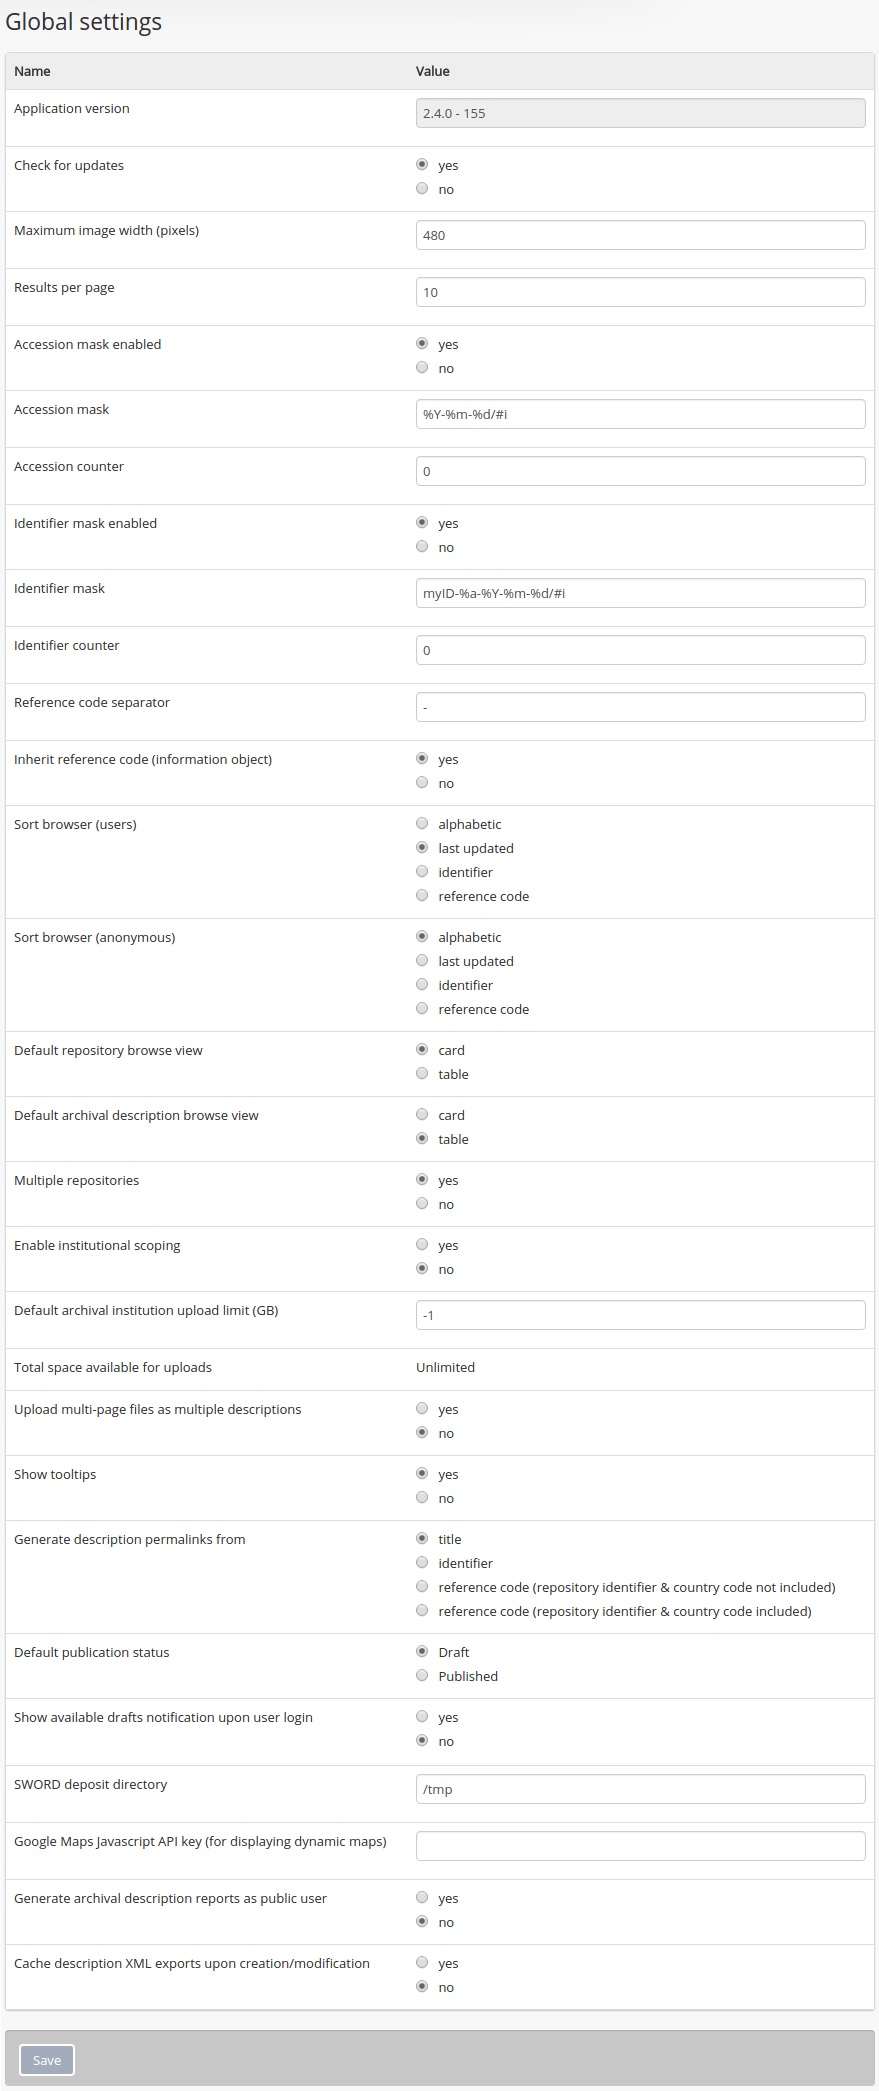 Global settings
Name Value
Application version 2.4.0 - 155
Check for updates yes
no
Maximum image width (pixels) 480
Results per page 10
Accession mask enabled yes
no
Accession mask %Y-%m-%d/#i
Accession counter 0
Identifier mask enabled yes
no
Identifier mask myID-%a-%Y-%m-%d/#i
Identifier counter 0
Reference code separator -
Inherit reference code (information object) yes
no
Sort browser (users) alphabetic
last updated
identifier
reference code
Sort browser (anonymous) alphabetic
last updated
identifier
reference code
Default repository browse view card
table
Default archival description browse view card
table
Multiple repositories yes
no
Enable institutional scoping yes
no
Default archival institution upload limit (GB) -1
Total space available for uploads Unlimited
Upload multi-page files as multiple descriptions yes
no
Show tooltips yes
no
Generate description permalinks from title
identifier
reference code (repository identifier & country code not included)
reference code (repository identifier & country code included)
Default publication status Draft
Published
Show available drafts notification upon user login yes
no
SWORD deposit directory /tmp
Google Maps Javascript API key (for displaying dynamic maps)
Generate archival description reports as public user yes
no
Cache description XML exports upon creation/modification yes
no
Save